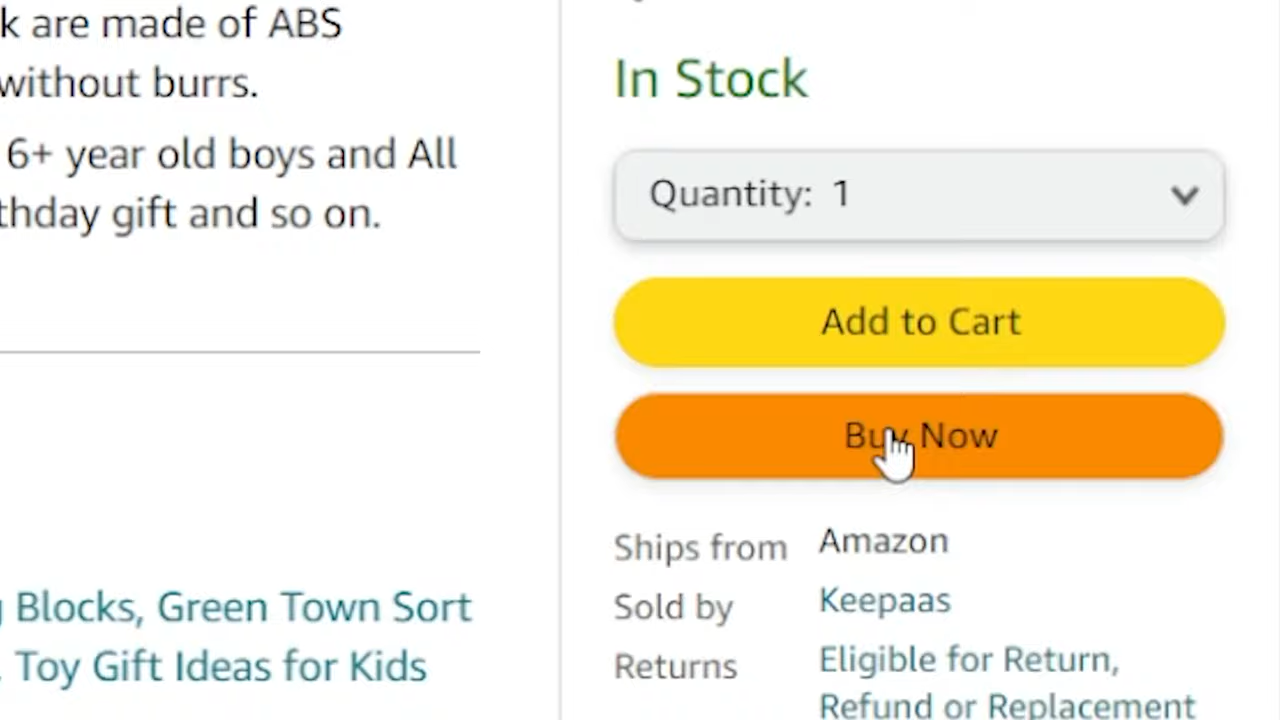 k are made of ABS
without burrs.
6+ year old boys and All
thday gift and so on.
Blocks, Green Town Sort
Toy Gift Ideas for Kids
In Stock
Quantity: 1
Add to Cart
Buy Now
Ships from Amazon
Sold by Keepaas
Returns Eligible for Return,
Refund or Replacement